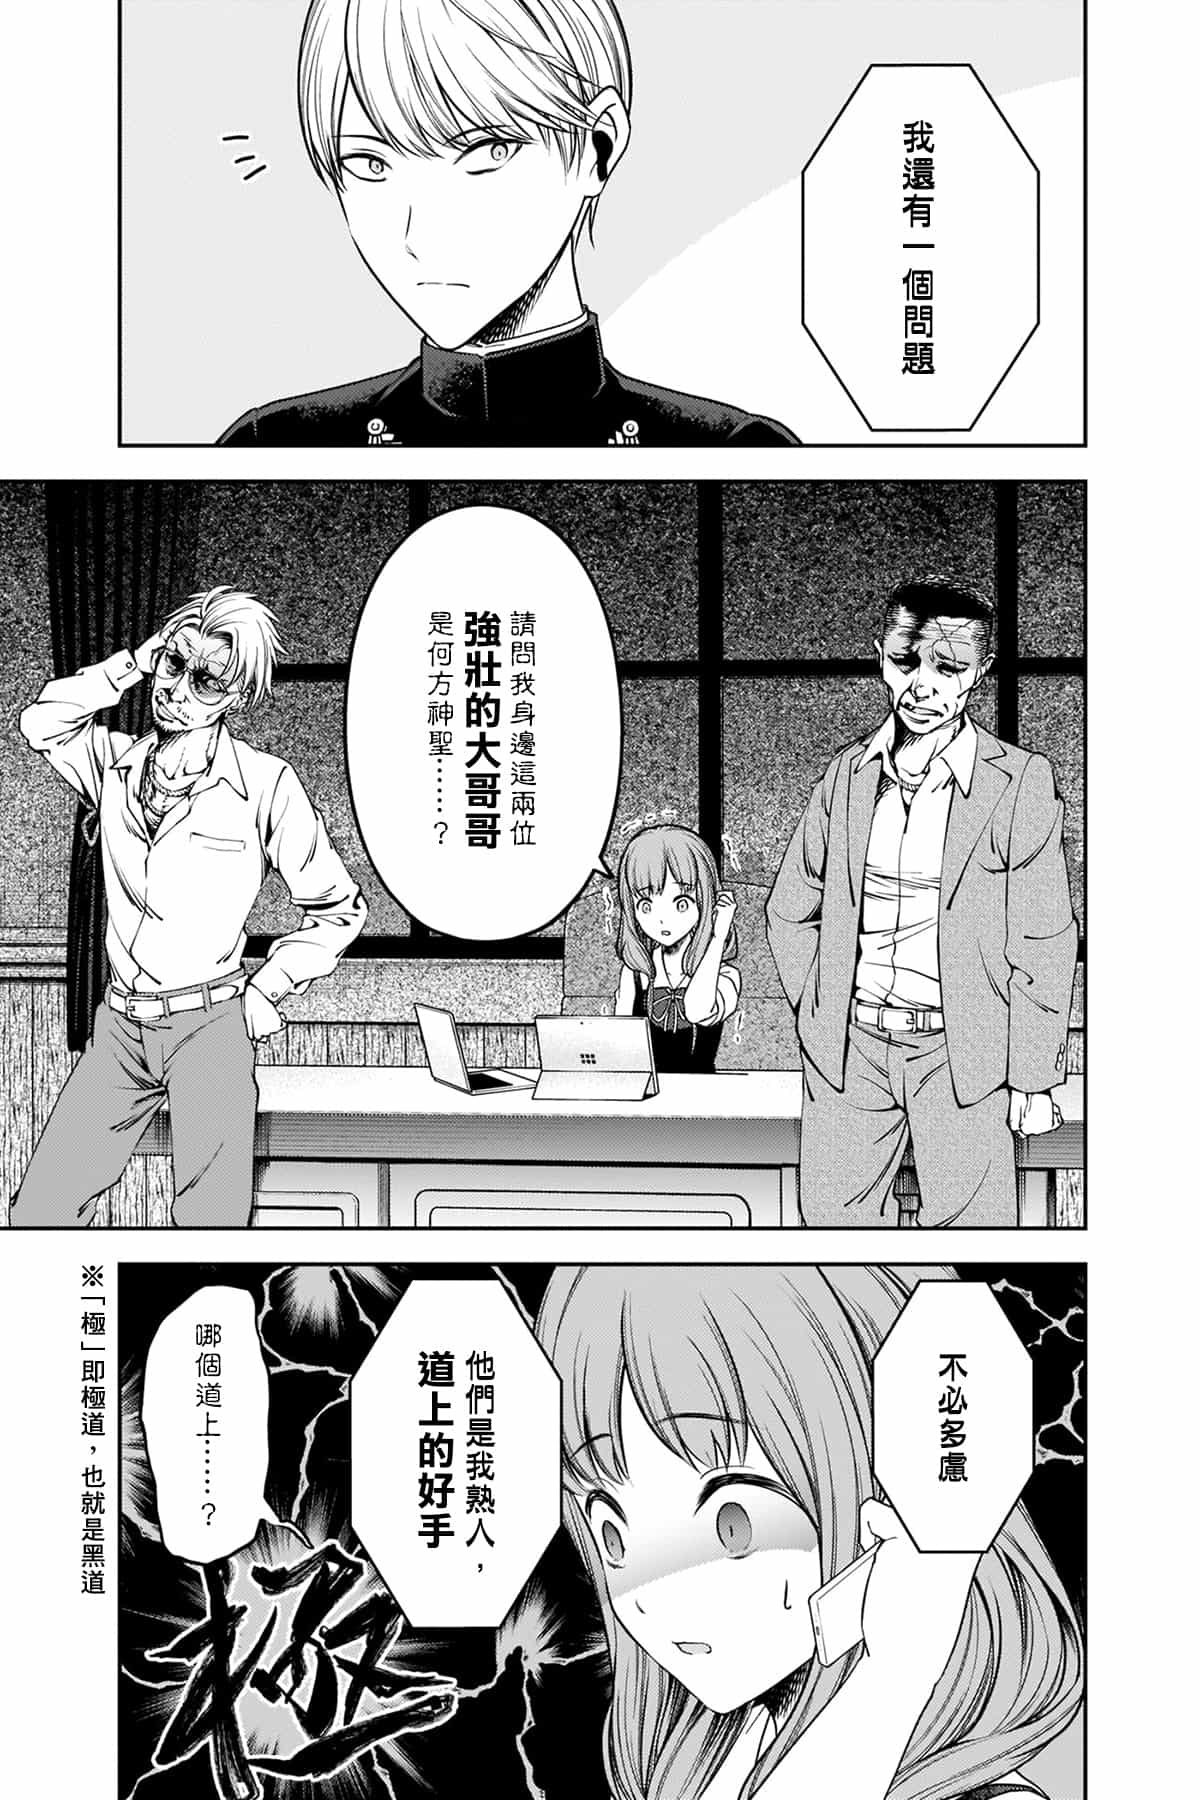 我還有一個問題
請問我身邊這兩位
強壯的大哥哥
是何方神聖……？
不必多慮
他們是我熟人，
道上的好手
哪個道上……？
極
※「極」即極道，也就是黑道